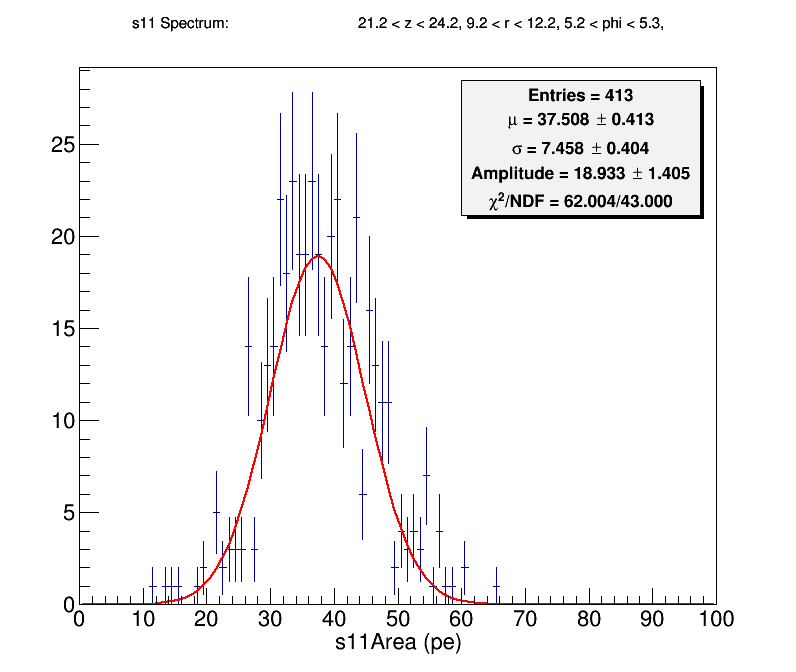 s11 Spectrum: 21.2 < z < 24.2, 9.2 < r < 12.2, 5.2 < phi < 5.3,
Entries = 413
μ = 37.508 ± 0.413
σ = 7.458 ± 0.404
Amplitude = 18.933 ± 1.405
χ²/NDF = 62.004/43.000
25
20
15
10
5
0
0 10 20 30 40 50 60 70 80 90 100
s11Area (pe)